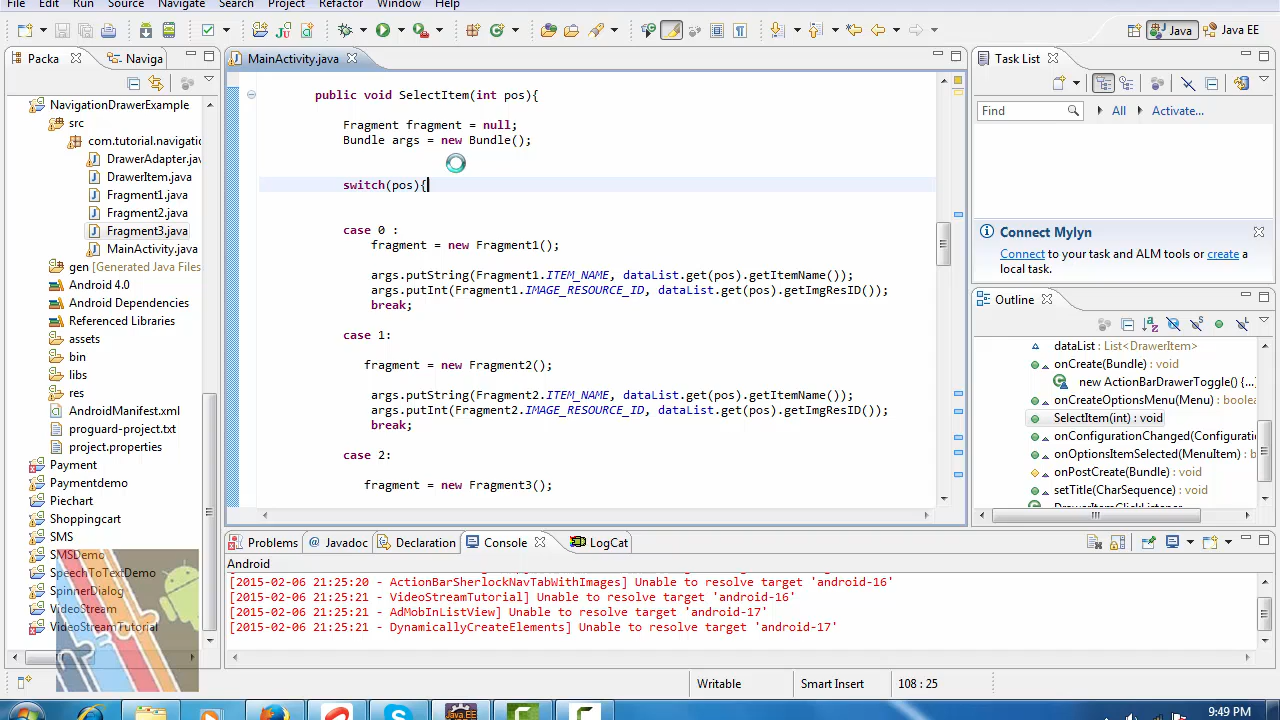 File Edit Run Source Navigate Search Project Refactor Window Help
Java
Java EE
Packa
Naviga
NavigationDrawerExample
src
com.tutorial.navigatio
DrawerAdapter.jav
DrawerItem.java
Fragment1.java
Fragment2.java
Fragment3.java
MainActivity.java
gen [Generated Java Files
Android 4.0
Android Dependencies
Referenced Libraries
assets
bin
libs
res
AndroidManifest.xml
proguard-project.txt
project.properties
Payment
Paymentdemo
Piechart
Shoppingcart
SMS
SMSDemo
SpeechToTextDemo
SpinnerDialog
VideoStream
VideoStreamTutorial
MainActivity.java
public void SelectItem(int pos){
Fragment fragment = null;
Bundle args = new Bundle();
switch(pos){
case 0 :
fragment = new Fragment1();
args.putString(Fragment1.ITEM_NAME, dataList.get(pos).getItemName());
args.putInt(Fragment1.IMAGE_RESOURCE_ID, dataList.get(pos).getImgResID());
break;
case 1:
fragment = new Fragment2();
args.putString(Fragment2.ITEM_NAME, dataList.get(pos).getItemName());
args.putInt(Fragment2.IMAGE_RESOURCE_ID, dataList.get(pos).getImgResID());
break;
case 2:
fragment = new Fragment3();
Task List
Find
All
Activate...
Connect Mylyn
Connect to your task and ALM tools or create a
local task.
Outline
dataList : List<DrawerItem>
onCreate(Bundle) : void
new ActionBarDrawerToggle() {...
onCreateOptionsMenu(Menu) : boolea
SelectItem(int) : void
onConfigurationChanged(Configurati
onOptionsItemSelected(MenuItem) : b
onPostCreate(Bundle) : void
setTitle(CharSequence) : void
Problems
Javadoc
Declaration
Console
LogCat
Android
[2015-02-06 21:25:20 - ActionBarSherlockNavTabWithImages] Unable to resolve target 'android-16'
[2015-02-06 21:25:21 - VideoStreamTutorial] Unable to resolve target 'android-16'
[2015-02-06 21:25:21 - AdMobInListView] Unable to resolve target 'android-17'
[2015-02-06 21:25:21 - DynamicallyCreateElements] Unable to resolve target 'android-17'
Writable
Smart Insert
108 : 25
9:49 PM